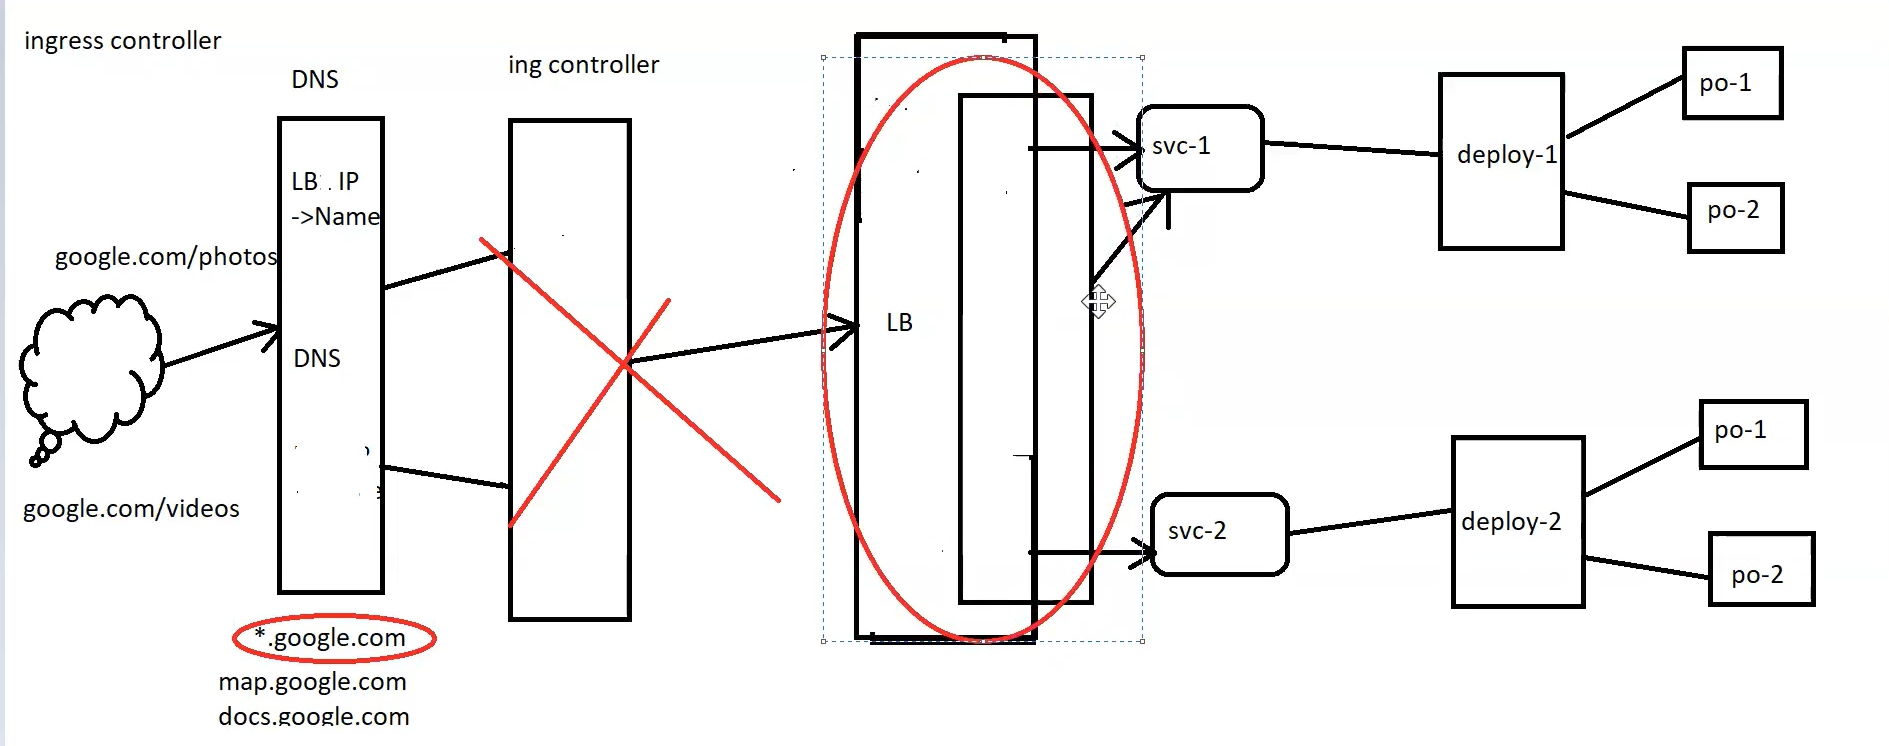 ingress controller
DNS
ing controller
LB IP
->Name
google.com/photos
DNS
google.com/videos
*.google.com
map.google.com
docs.google.com
LB
svc-1
deploy-1
po-1
po-2
svc-2
deploy-2
po-1
po-2